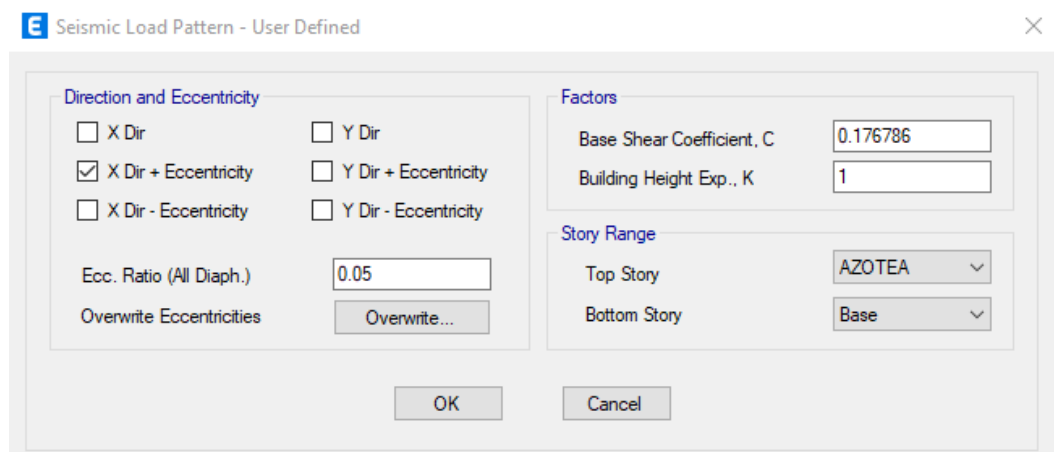 E Seismic Load Pattern - User Defined
Direction and Eccentricity
X Dir
Y Dir
X Dir + Eccentricity
Y Dir + Eccentricity
X Dir - Eccentricity
Y Dir - Eccentricity
Ecc. Ratio (All Diaph.)
0.05
Overwrite Eccentricities
Overwrite...
Factors
Base Shear Coefficient, C
0.176786
Building Height Exp., K
1
Story Range
Top Story
AZOTEA
Bottom Story
Base
OK
Cancel